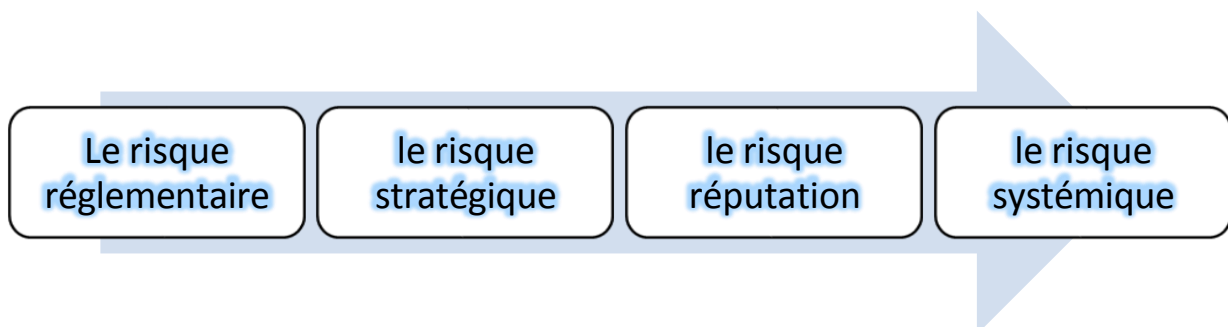 Le risque
réglementaire
le risque
stratégique
le risque
réputation
le risque
systémique